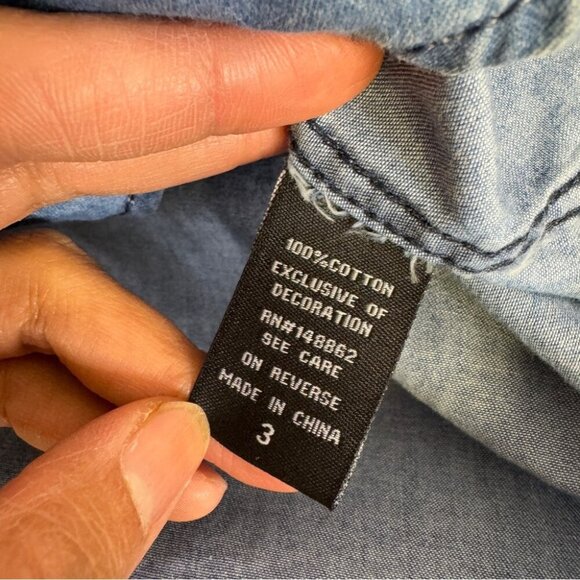 100%COTTON
EXCLUSIVE OF
DECORATION
RN#148862
SEE CARE
ON REVERSE
MADE IN CHINA
3